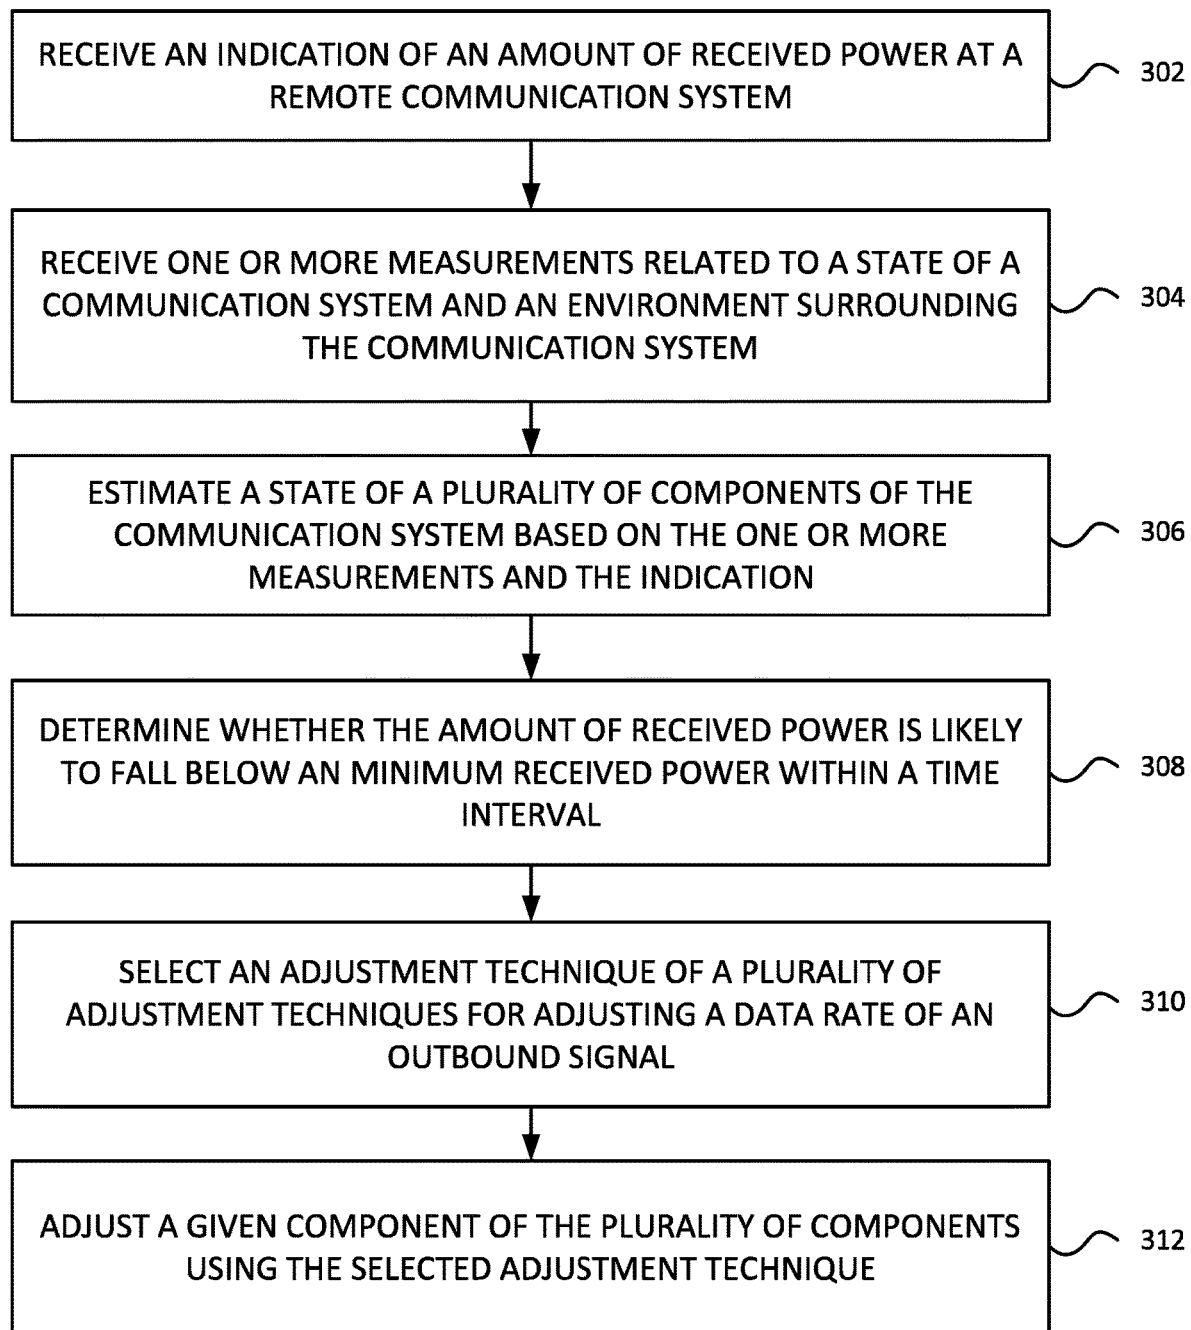 RECEIVE AN INDICATION OF AN AMOUNT OF RECEIVED POWER AT A
REMOTE COMMUNICATION SYSTEM
302
RECEIVE ONE OR MORE MEASUREMENTS RELATED TO A STATE OF A
COMMUNICATION SYSTEM AND AN ENVIRONMENT SURROUNDING
THE COMMUNICATION SYSTEM
304
ESTIMATE A STATE OF A PLURALITY OF COMPONENTS OF THE
COMMUNICATION SYSTEM BASED ON THE ONE OR MORE
MEASUREMENTS AND THE INDICATION
306
DETERMINE WHETHER THE AMOUNT OF RECEIVED POWER IS LIKELY
TO FALL BELOW AN MINIMUM RECEIVED POWER WITHIN A TIME
INTERVAL
308
SELECT AN ADJUSTMENT TECHNIQUE OF A PLURALITY OF
ADJUSTMENT TECHNIQUES FOR ADJUSTING A DATA RATE OF AN
OUTBOUND SIGNAL
310
ADJUST A GIVEN COMPONENT OF THE PLURALITY OF COMPONENTS
USING THE SELECTED ADJUSTMENT TECHNIQUE
312